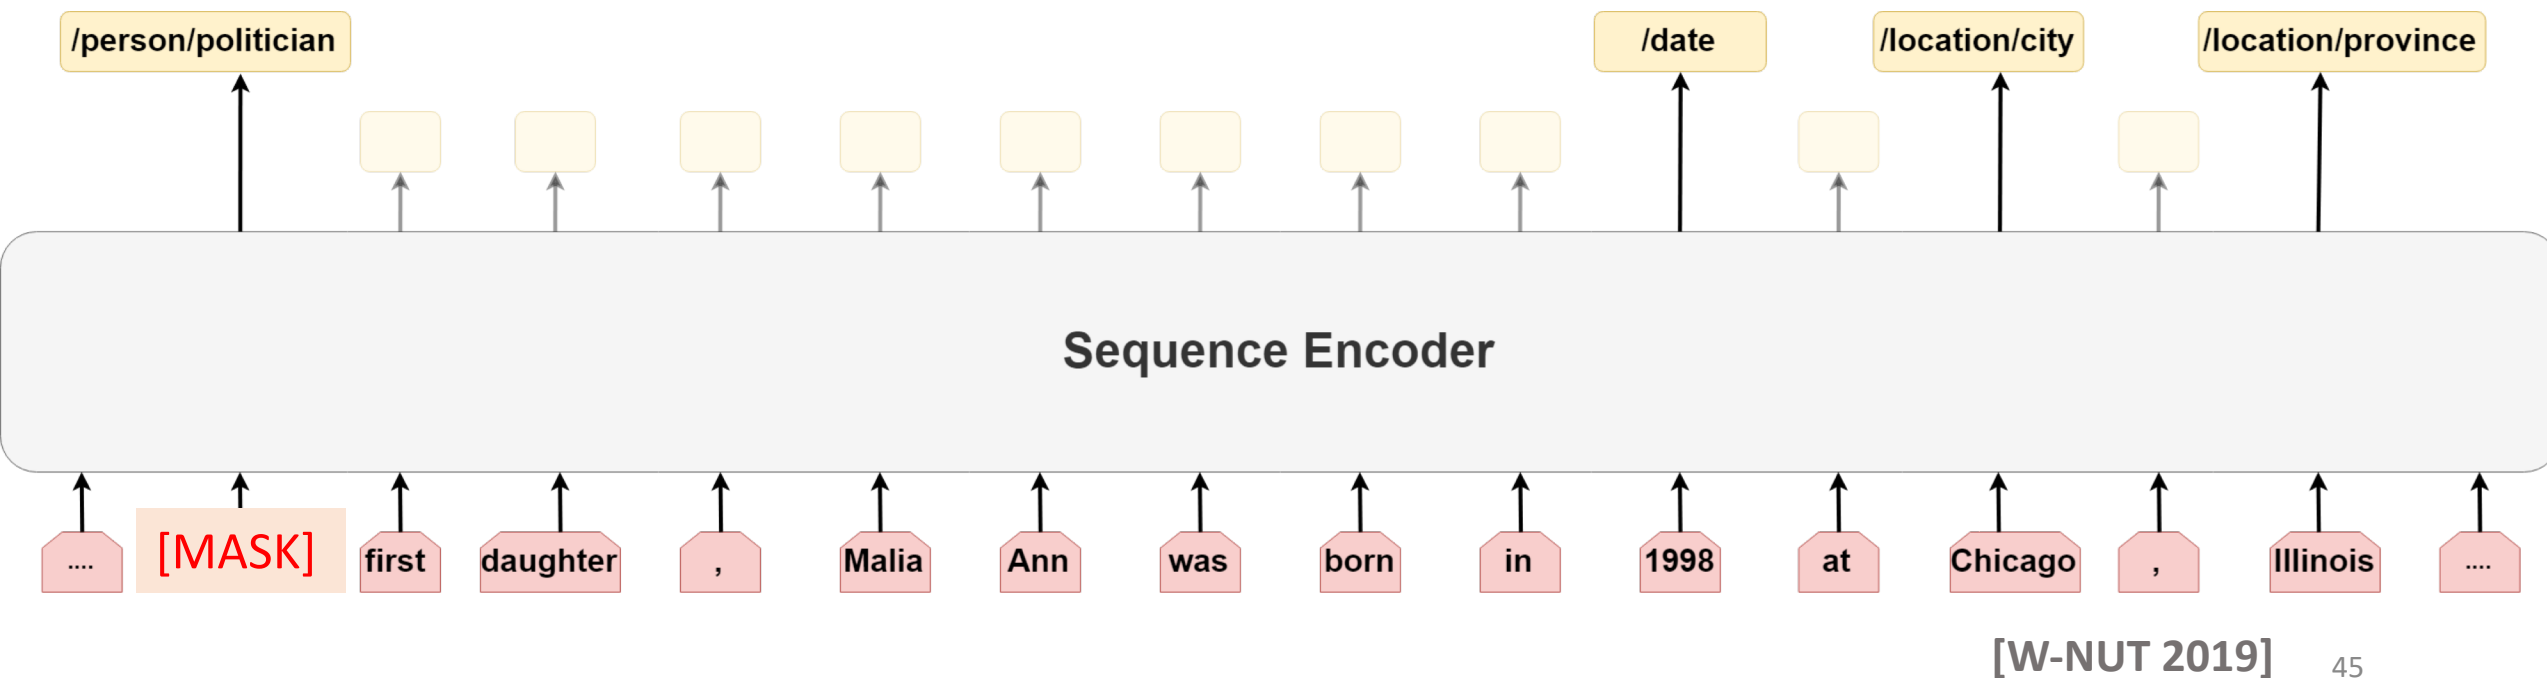 /person/politician /date /location/city /location/province
Sequence Encoder
.... [MASK] first daughter , Malia Ann was born in 1998 at Chicago , Illinois ....
[W-NUT 2019] 45